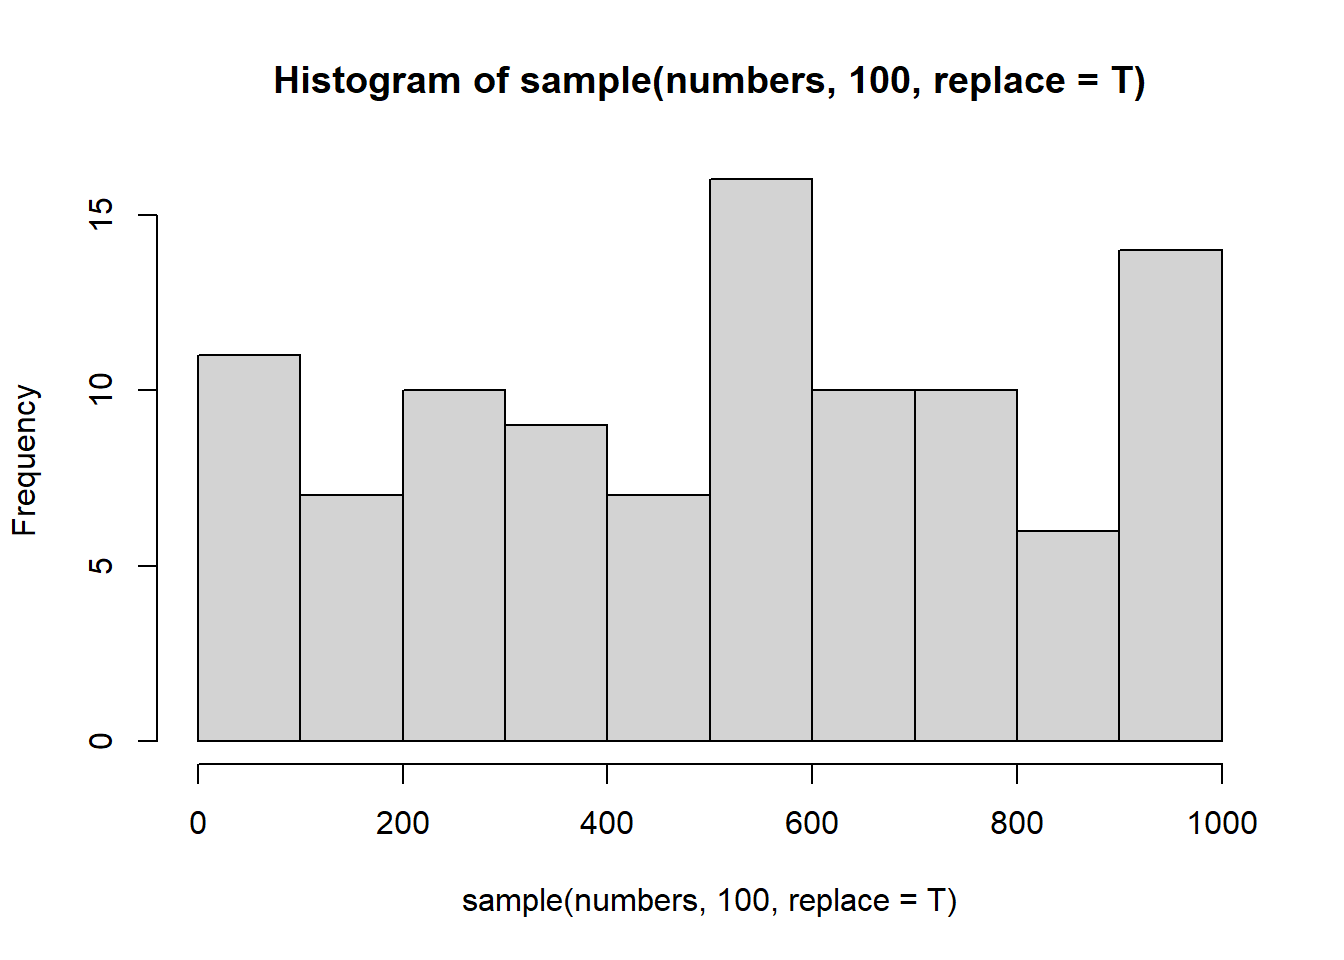 Histogram of sample(numbers, 100, replace = T)
Frequency
15
10
5
0
0 200 400 600 800 1000
sample(numbers, 100, replace = T)